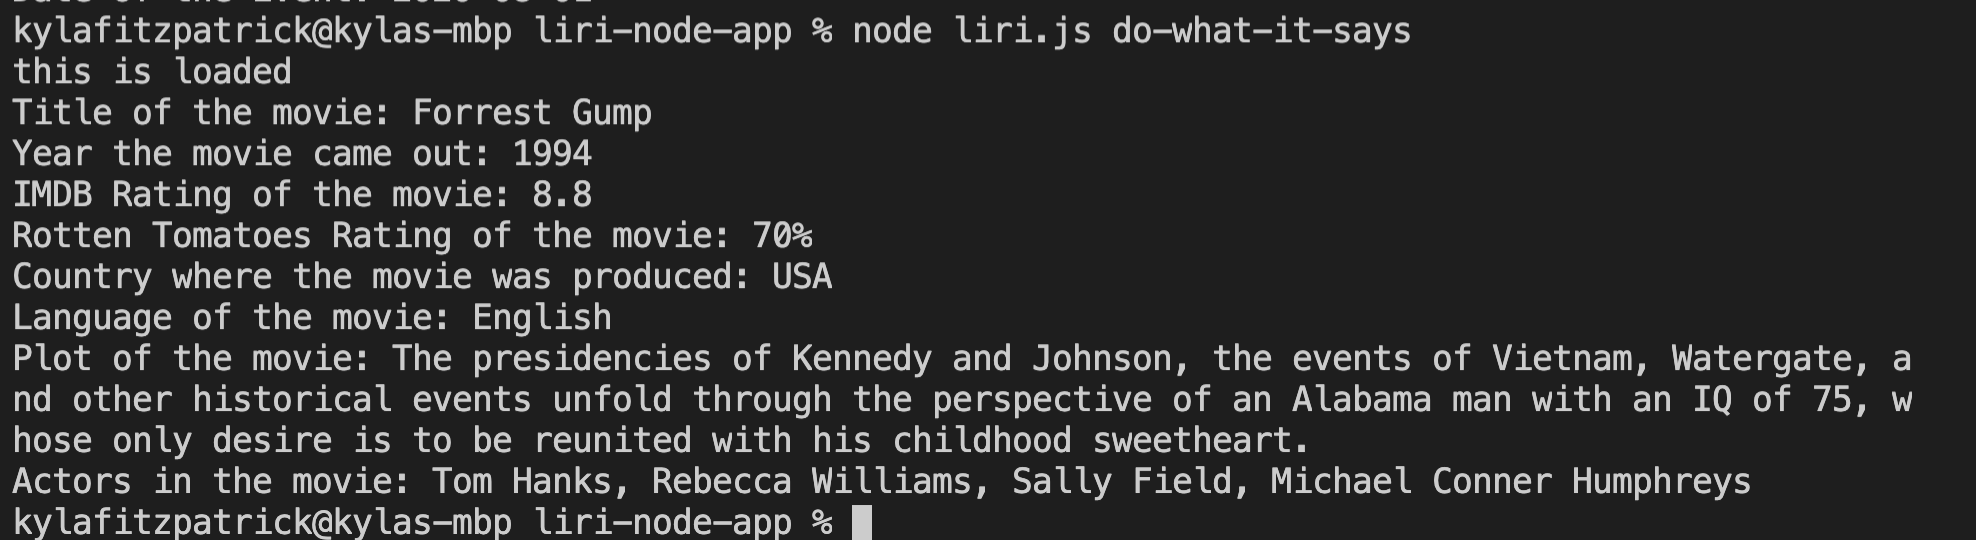 kylafitzpatrick@kylas-mbp liri-node-app % node liri.js do-what-it-says
this is loaded
Title of the movie: Forrest Gump
Year the movie came out: 1994
IMDB Rating of the movie: 8.8
Rotten Tomatoes Rating of the movie: 70%
Country where the movie was produced: USA
Language of the movie: English
Plot of the movie: The presidencies of Kennedy and Johnson, the events of Vietnam, Watergate, a
nd other historical events unfold through the perspective of an Alabama man with an IQ of 75, w
hose only desire is to be reunited with his childhood sweetheart.
Actors in the movie: Tom Hanks, Rebecca Williams, Sally Field, Michael Conner Humphreys
kylafitzpatrick@kylas-mbp liri-node-app %